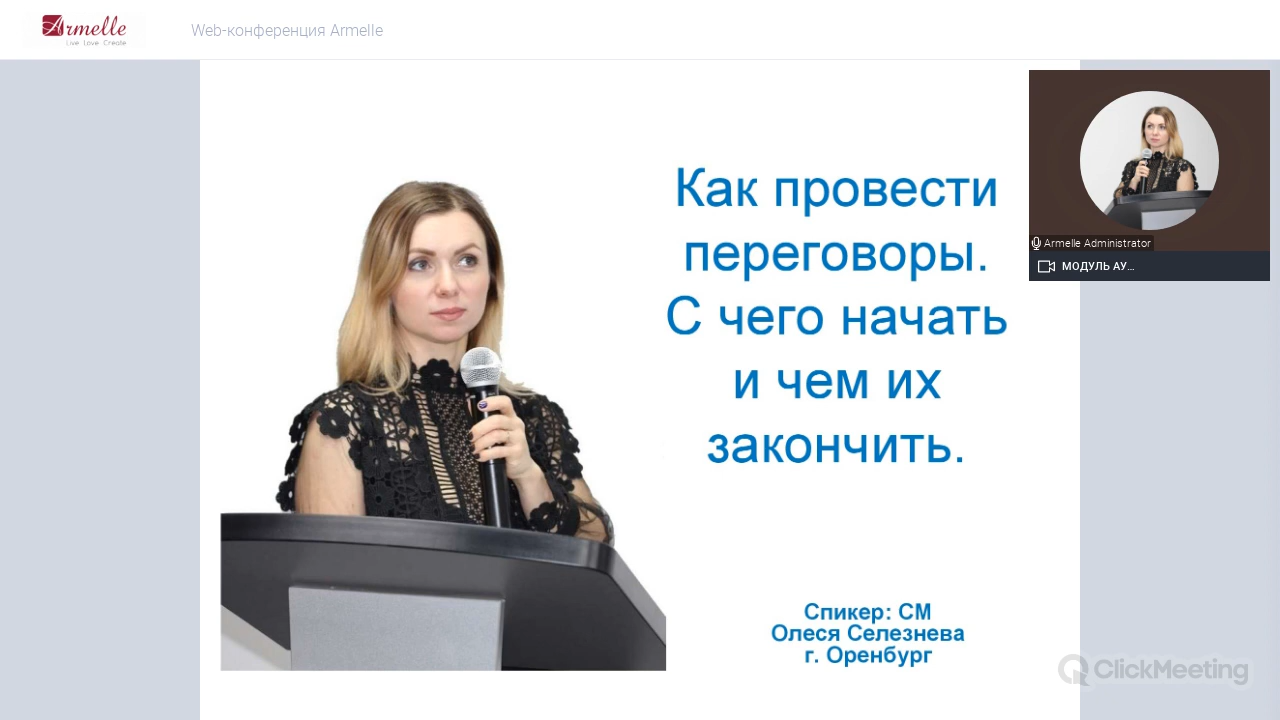 Armelle
Live Love Create
Web-конференция Armelle
Как провести
переговоры.
С чего начать
и чем их
закончить.
Armelle Administrator
МОДУЛЬ АУ...
Спикер: СМ
Олеся Селезнева
г. Оренбург
ClickMeeting